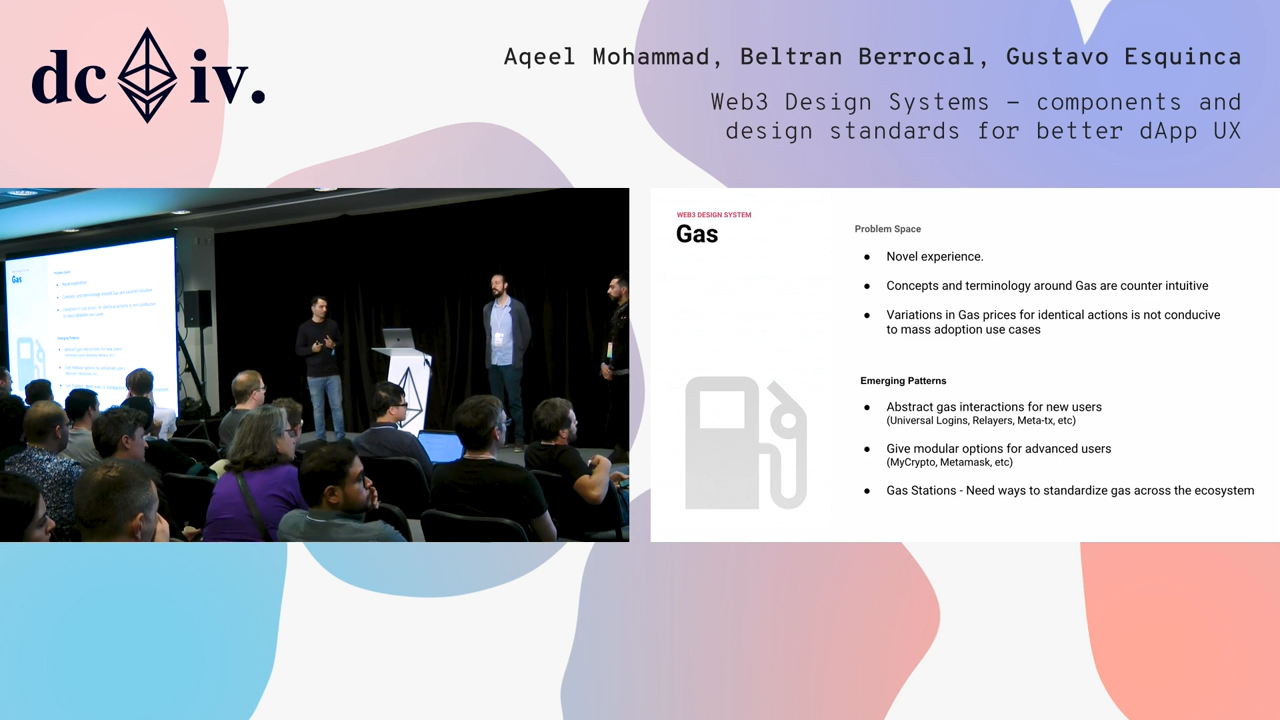 dc iv.
Aqeel Mohammad, Beltran Berrocal, Gustavo Esquinca
Web3 Design Systems – components and
design standards for better dApp UX
WEB3 DESIGN SYSTEM
Gas
Problem Space
● Novel experience.
● Concepts and terminology around Gas are counter intuitive
● Variations in Gas prices for identical actions is not conducive
to mass adoption use cases
Emerging Patterns
● Abstract gas interactions for new users
(Universal Logins, Relayers, Meta-tx, etc)
● Give modular options for advanced users
(MyCrypto, Metamask, etc)
● Gas Stations - Need ways to standardize gas across the ecosystem
Gas